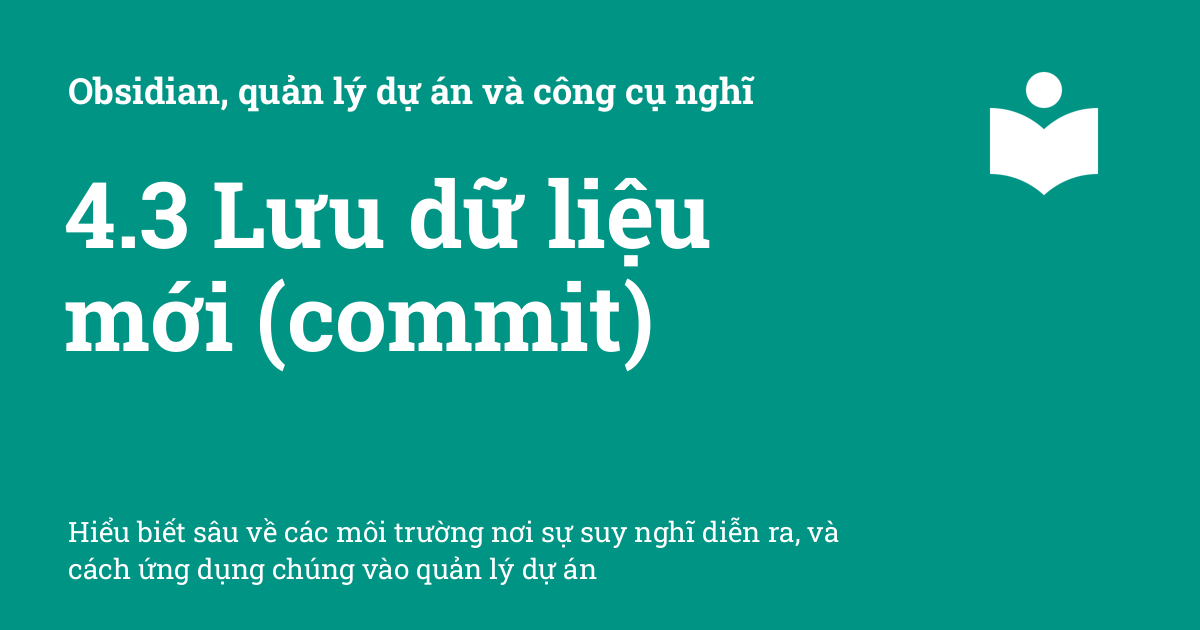 Obsidian, quản lý dự án và công cụ nghĩ
4.3 Lưu dữ liệu
mới (commit)
Hiểu biết sâu về các môi trường nơi sự suy nghĩ diễn ra, và
cách ứng dụng chúng vào quản lý dự án